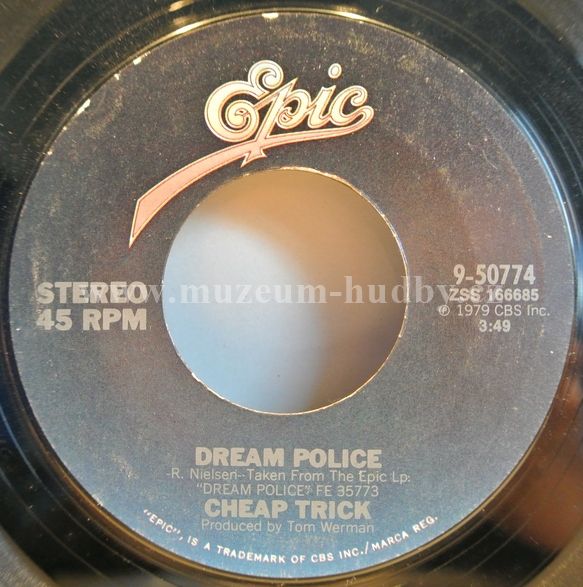 Epic
9-50774
STEREO
ZSS 166685
45 RPM
℗ 1979 CBS Inc.
3:49
www.muzeum-hudby.cz
DREAM POLICE
-R. Nielsen--Taken From The Epic Lp:
"DREAM POLICE" FE 35773
CHEAP TRICK
Produced by Tom Werman
"EPIC", IS A TRADEMARK OF CBS INC./MARCA REG.